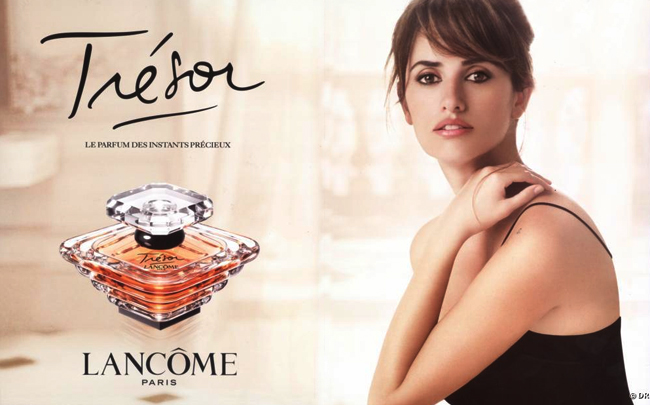 Trésor
LE PARFUM DES INSTANTS PRÉCIEUX
Trésor
LANCÔME
LANCÔME
PARIS
© DR